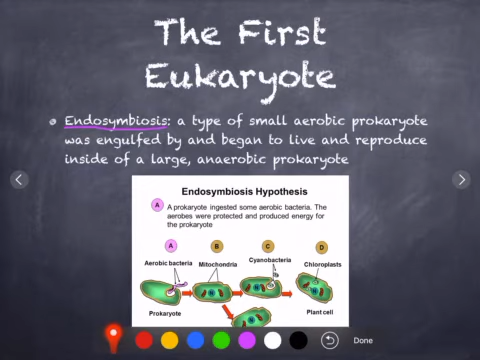 The First
Eukaryote
Endosymbiosis: a type of small aerobic prokaryote
was engulfed by and began to live and reproduce
inside of a large, anaerobic prokaryote
Endosymbiosis Hypothesis
A A prokaryote ingested some aerobic bacteria. The
aerobes were protected and produced energy for
the prokaryote
A B C D
Aerobic bacteria Mitochondria Cyanobacteria Chloroplasts
N N N
Prokaryote Plant cell
N
Done